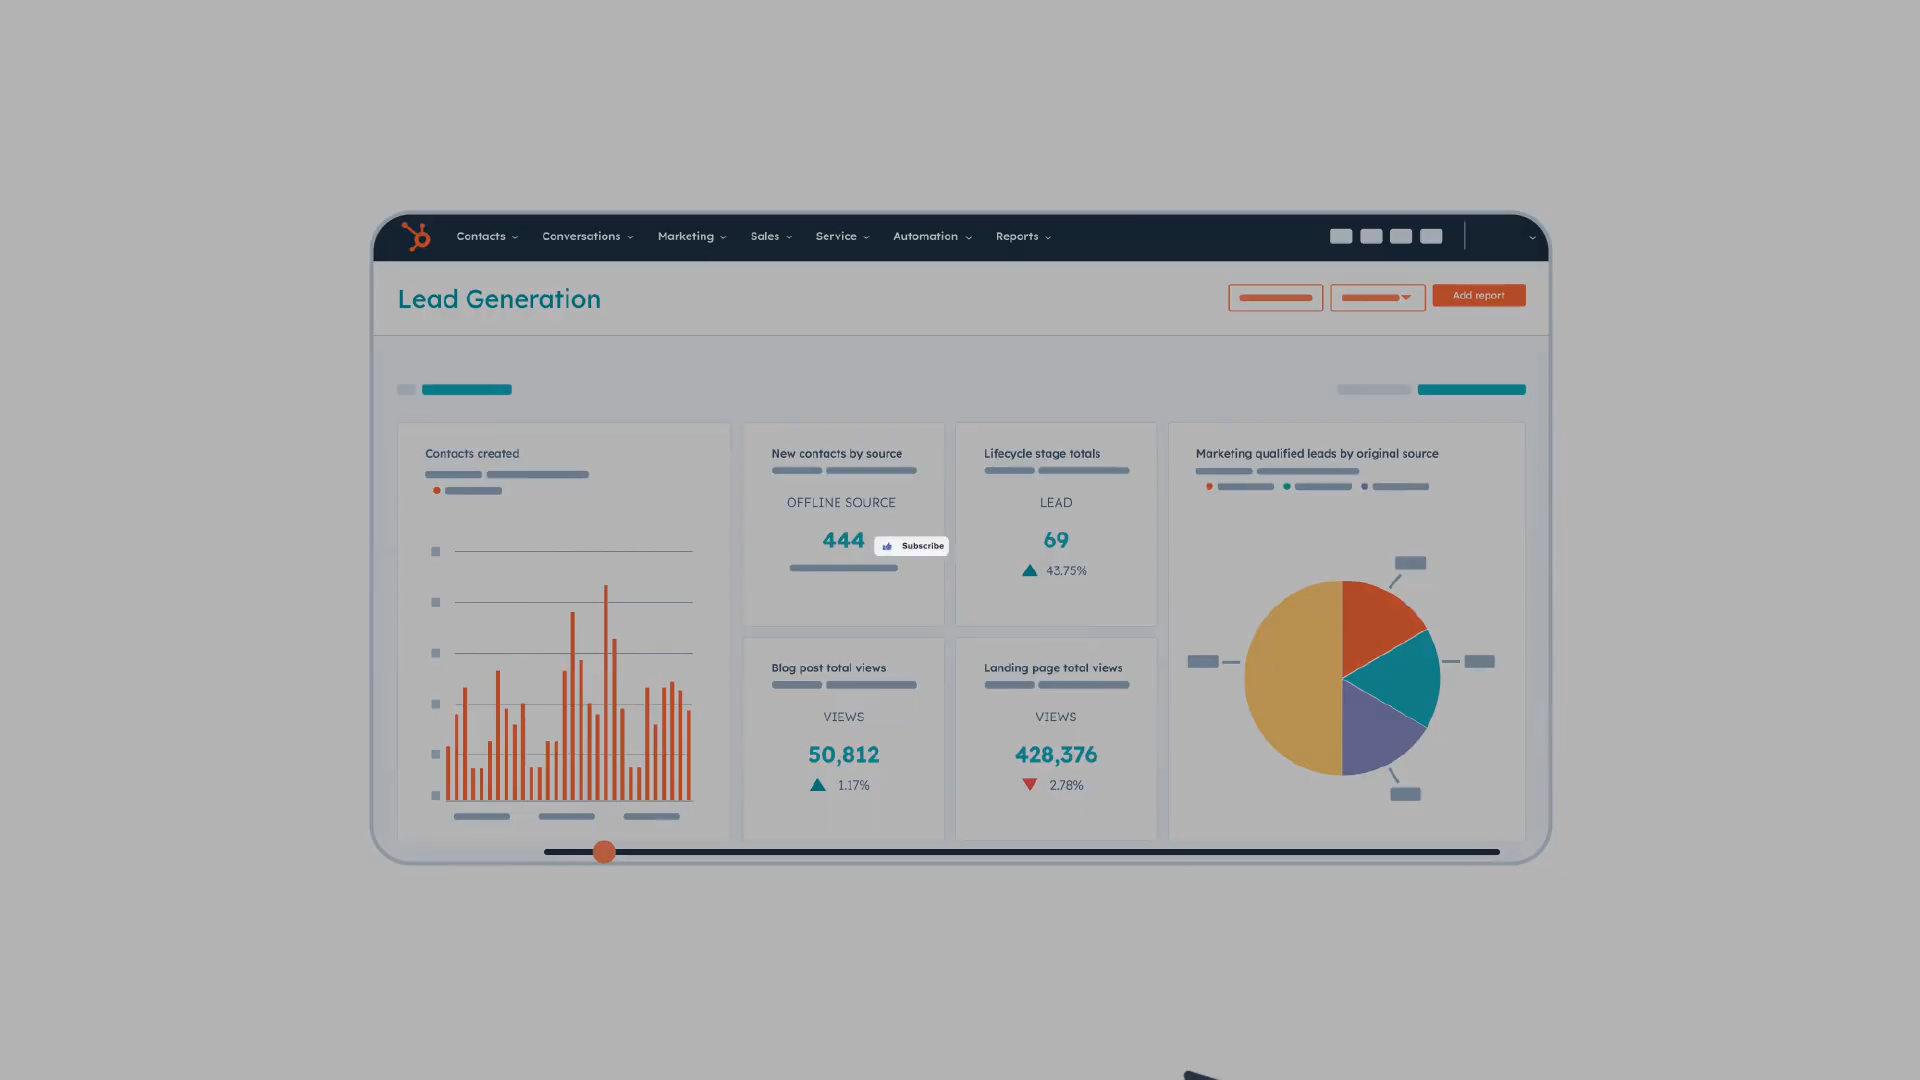 Contacts Conversations Marketing Sales Service Automation Reports
Lead Generation
Add report
Contacts created
New contacts by source
OFFLINE SOURCE
444
Subscribe
Lifecycle stage totals
LEAD
69
43.75%
Marketing qualified leads by original source
Blog post total views
VIEWS
50,812
1.17%
Landing page total views
VIEWS
428,376
2.78%